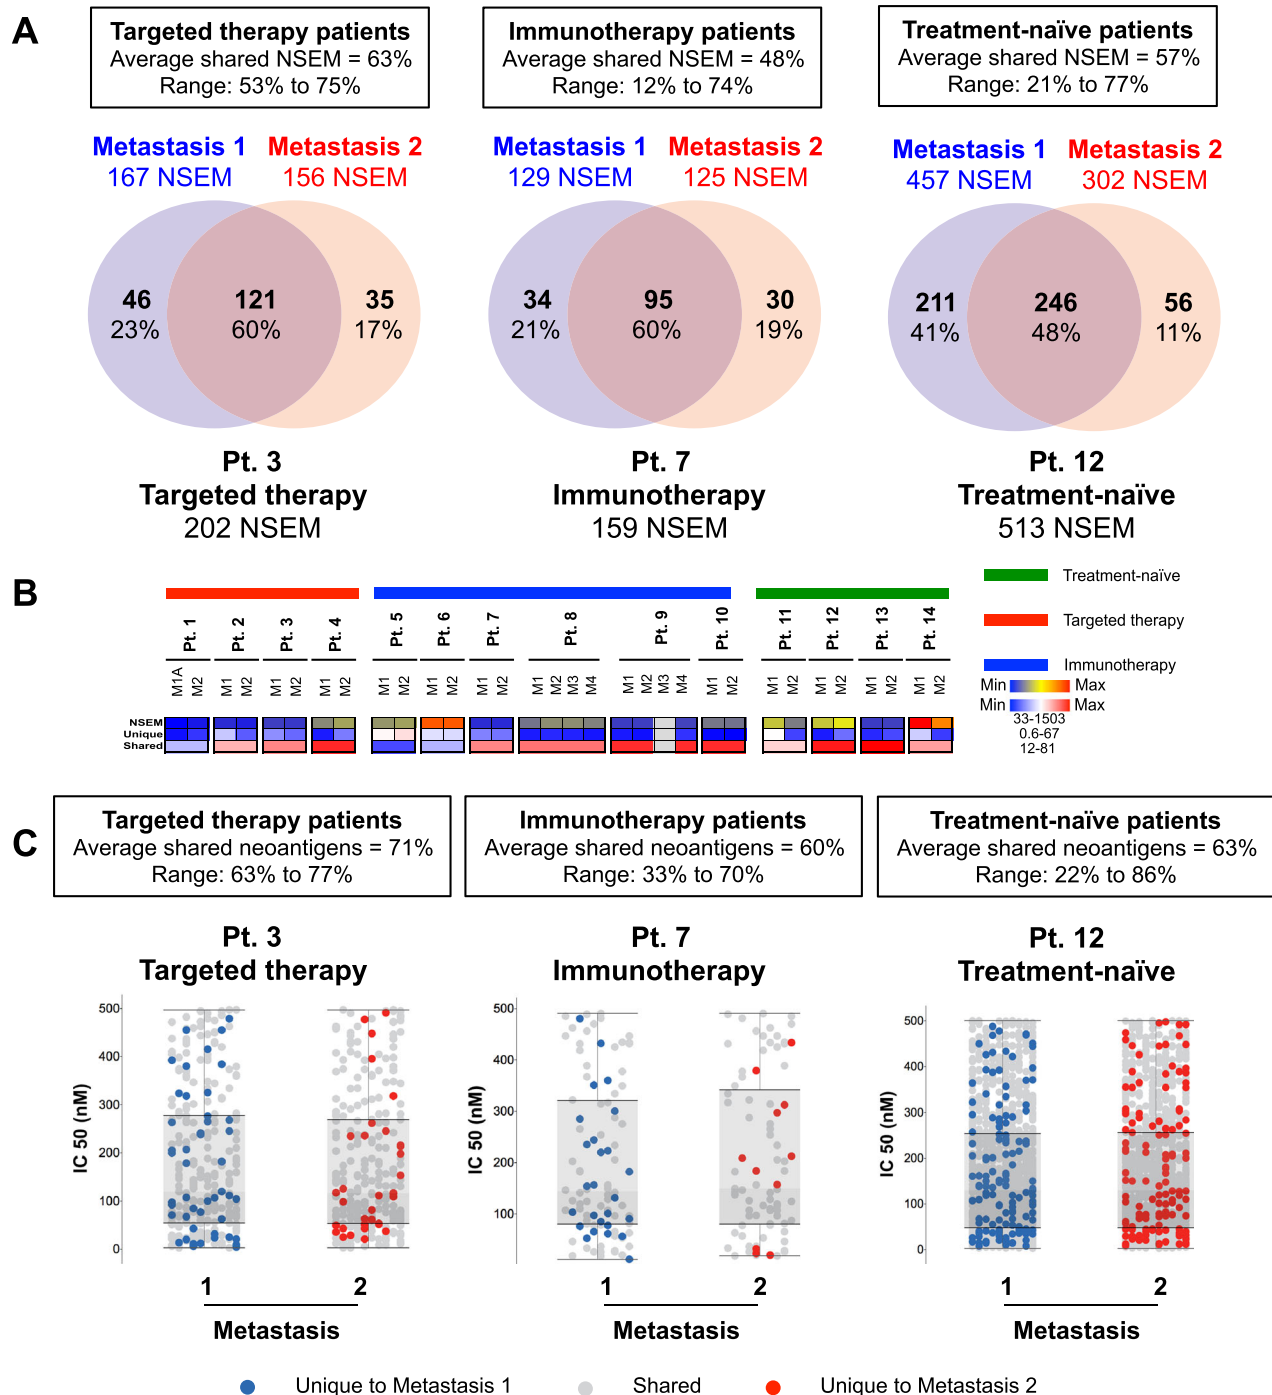 A
Targeted therapy patients
Average shared NSEM = 63%
Range: 53% to 75%
Immunotherapy patients
Average shared NSEM = 48%
Range: 12% to 74%
Treatment-naïve patients
Average shared NSEM = 57%
Range: 21% to 77%
Metastasis 1
167 NSEM
Metastasis 2
156 NSEM
Metastasis 1
129 NSEM
Metastasis 2
125 NSEM
Metastasis 1
457 NSEM
Metastasis 2
302 NSEM
46
23%
121
60%
35
17%
34
21%
95
60%
30
19%
211
41%
246
48%
56
11%
Pt. 3
Targeted therapy
202 NSEM
Pt. 7
Immunotherapy
159 NSEM
Pt. 12
Treatment-naïve
513 NSEM
B
Pt. 1
Pt. 2
Pt. 3
Pt. 4
Pt. 5
Pt. 6
Pt. 7
Pt. 8
Pt. 9
Pt. 10
Pt. 11
Pt. 12
Pt. 13
Pt. 14
M1A M2 M1 M2 M1 M2 M1 M2 M1 M2 M1 M2 M1 M2 M1 M2 M3 M4 M1 M2 M3 M4 M1 M2 M1 M2 M1 M2 M1 M2 M1 M2
NSEM
Unique
Shared
Treatment-naïve
Targeted therapy
Immunotherapy
Min Max
Min Max
33-1503
0.6-67
12-81
C
Targeted therapy patients
Average shared neoantigens = 71%
Range: 63% to 77%
Immunotherapy patients
Average shared neoantigens = 60%
Range: 33% to 70%
Treatment-naïve patients
Average shared neoantigens = 63%
Range: 22% to 86%
Pt. 3
Targeted therapy
Pt. 7
Immunotherapy
Pt. 12
Treatment-naïve
IC 50 (nM)
500
400
300
200
100
0
1 2
Metastasis
IC 50 (nM)
500
400
300
200
100
1 2
Metastasis
IC 50 (nM)
500
400
300
200
100
0
1 2
Metastasis
Unique to Metastasis 1
Shared
Unique to Metastasis 2